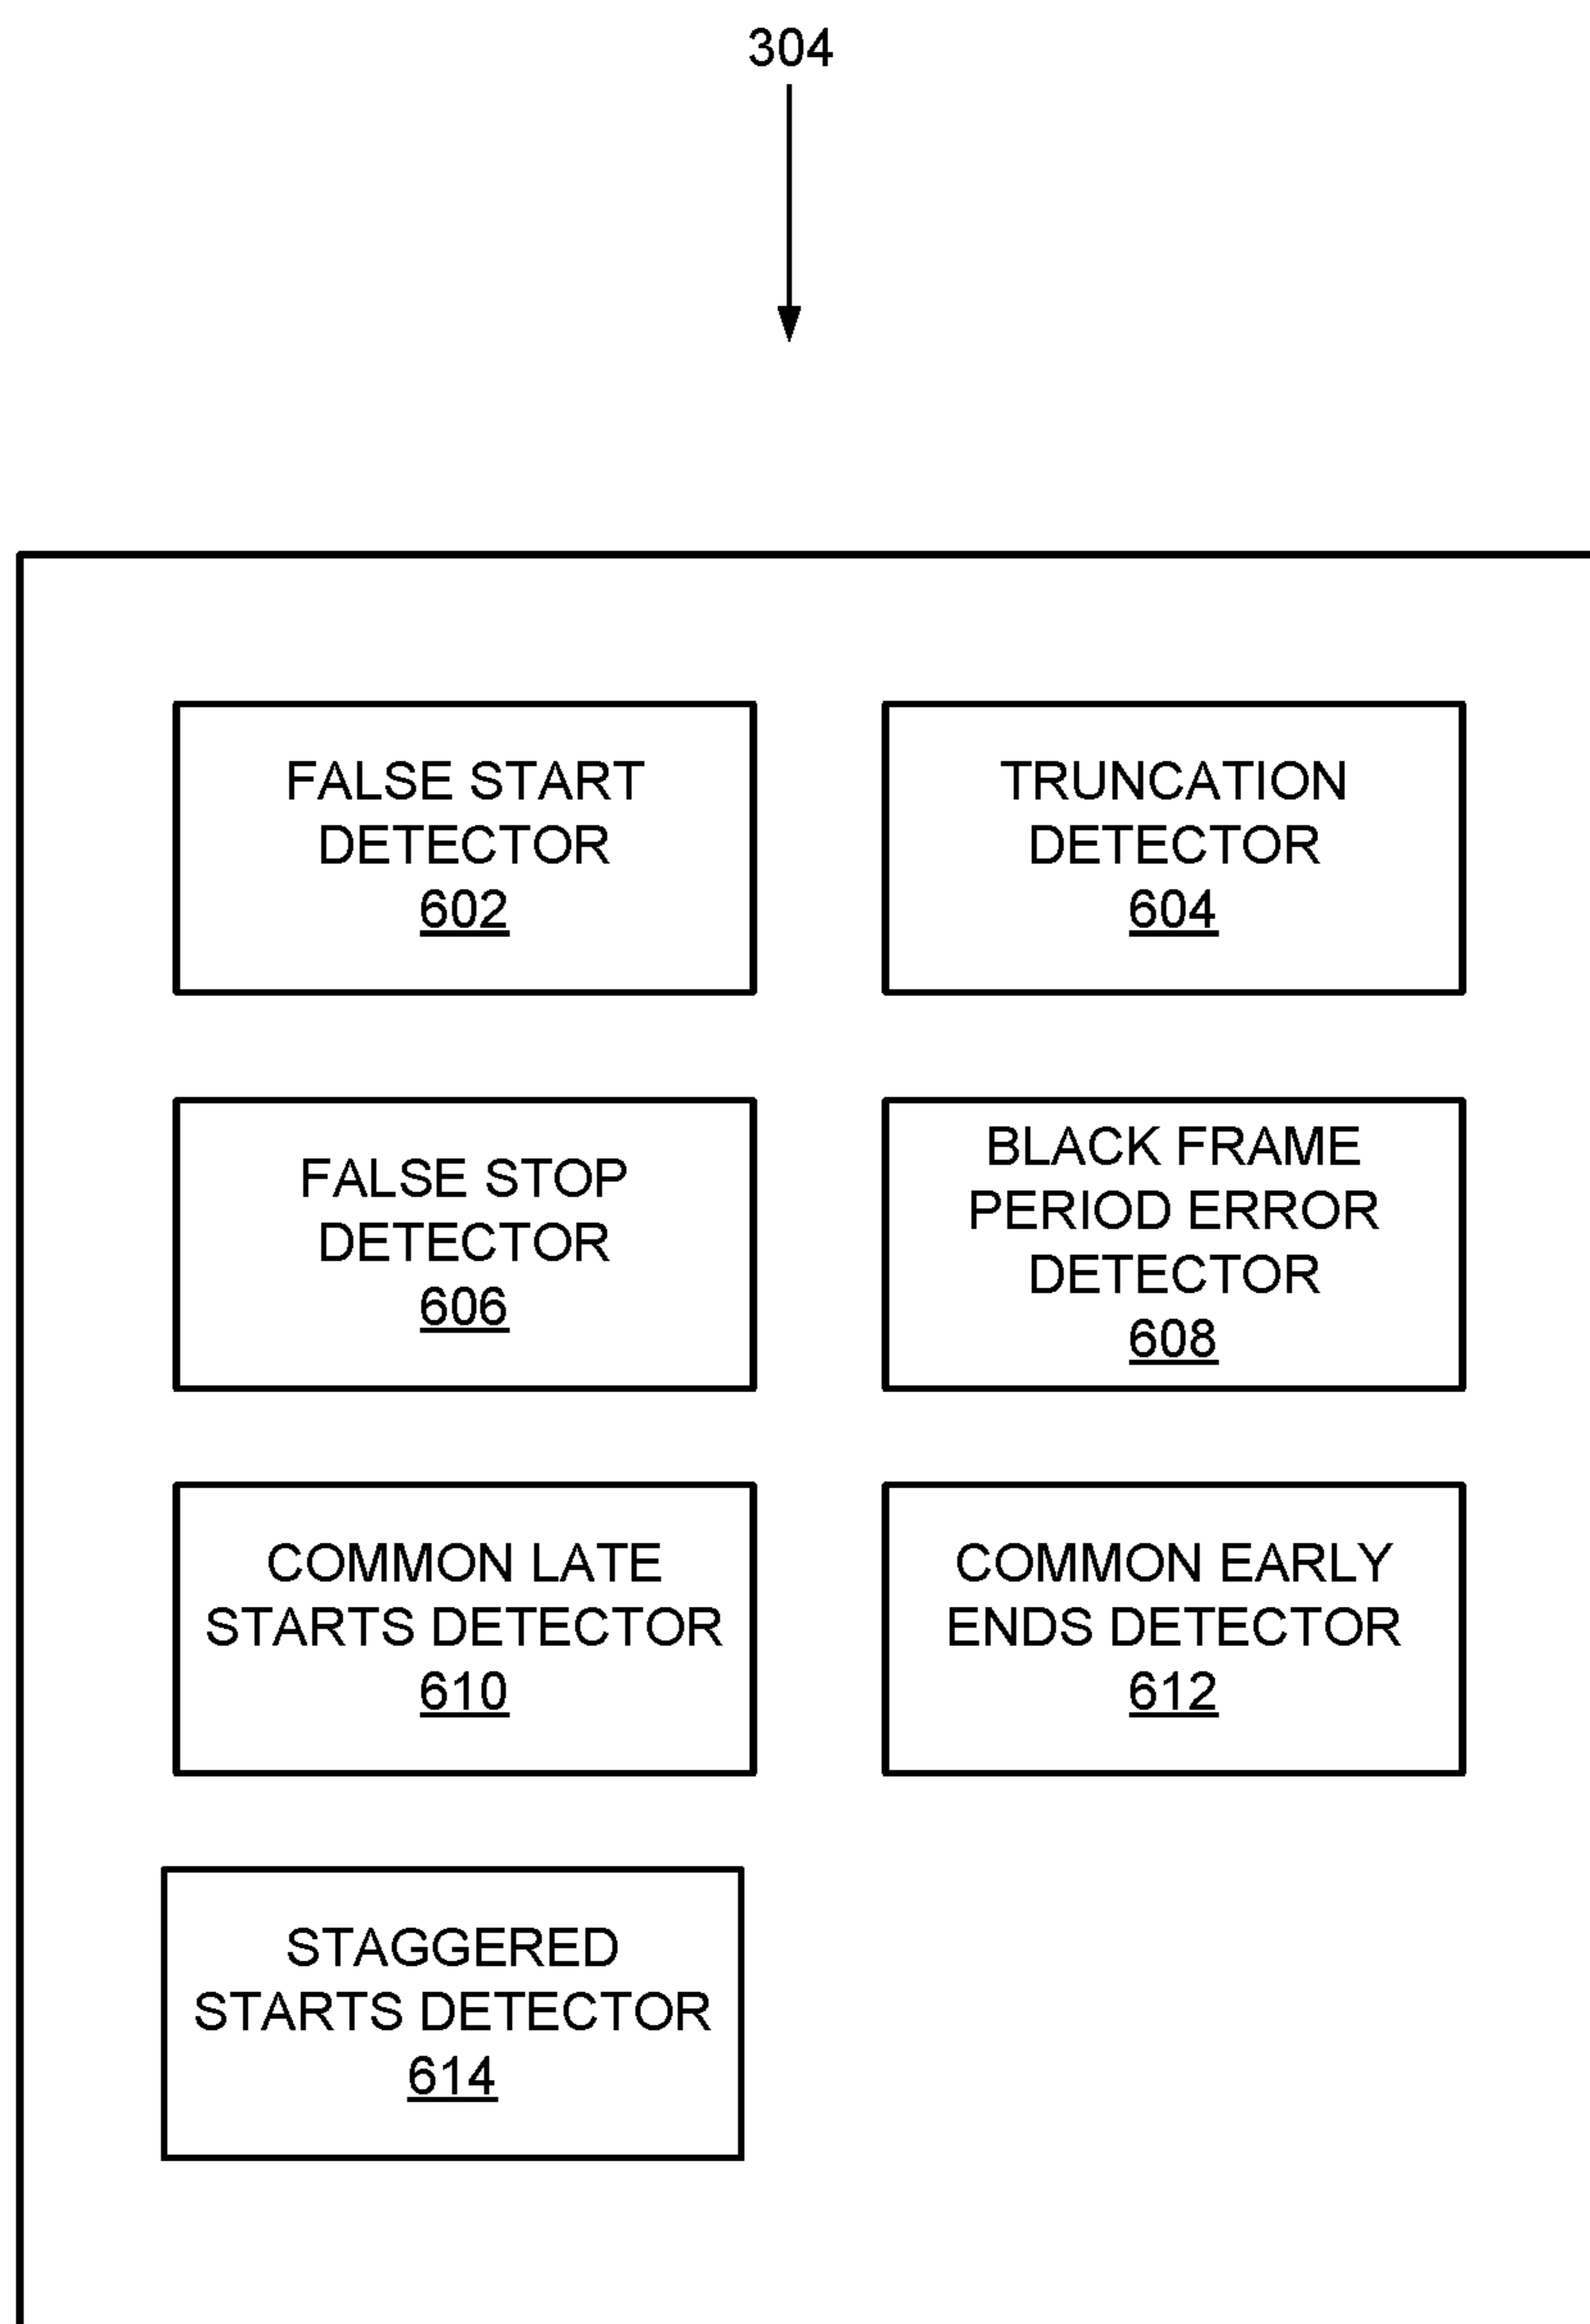 304
FALSE START
DETECTOR
602
TRUNCATION
DETECTOR
604
FALSE STOP
DETECTOR
606
BLACK FRAME
PERIOD ERROR
DETECTOR
608
COMMON LATE
STARTS DETECTOR
610
COMMON EARLY
ENDS DETECTOR
612
STAGGERED
STARTS DETECTOR
614